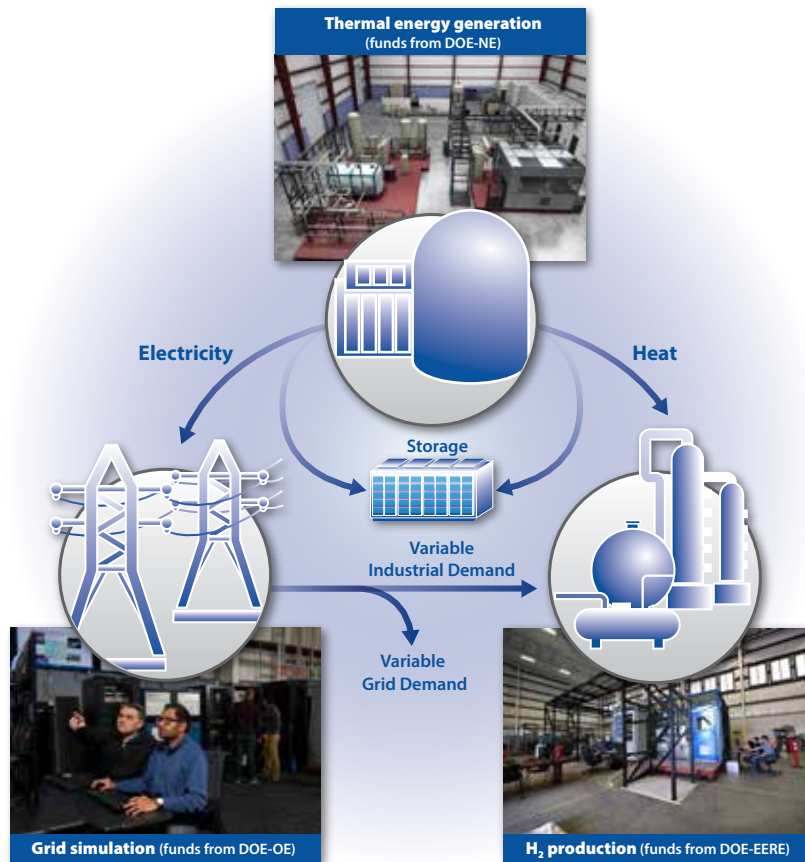 Thermal energy generation
(funds from DOE-NE)
Electricity
Heat
Storage
Variable
Industrial Demand
Variable
Grid Demand
Grid simulation (funds from DOE-OE)
H₂ production (funds from DOE-EERE)